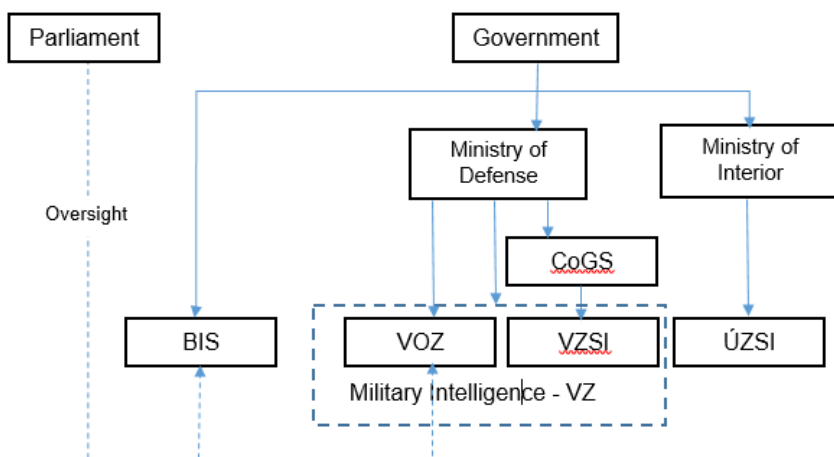 Parliament
Government
Ministry of
Defense
Ministry of
Interior
Oversight
CoGS
BIS
VOZ
VZSI
ÚZSI
Military Intelligence - VZ